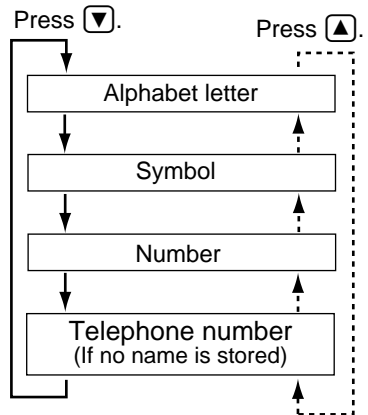 Press ▼.
Press ▲.
Alphabet letter
Symbol
Number
Telephone number
(If no name is stored)